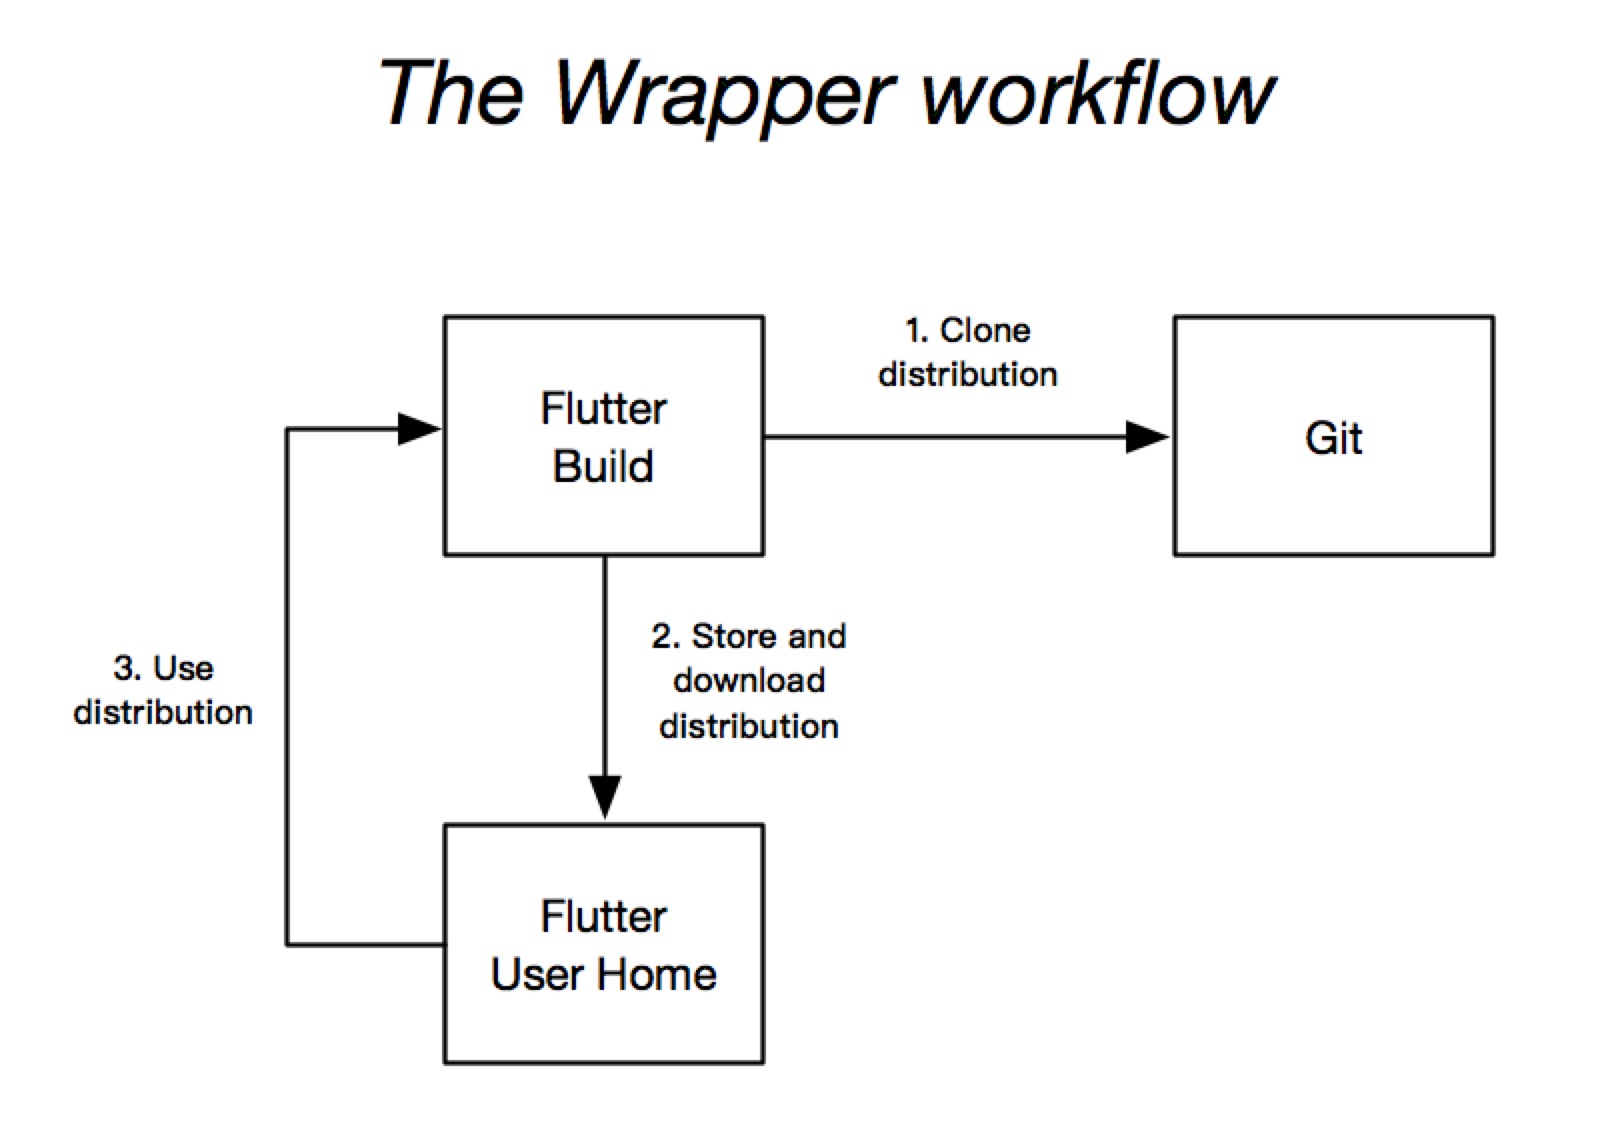 The Wrapper workflow
1. Clone
distribution
Flutter
Build
Git
2. Store and
download
distribution
3. Use
distribution
Flutter
User Home